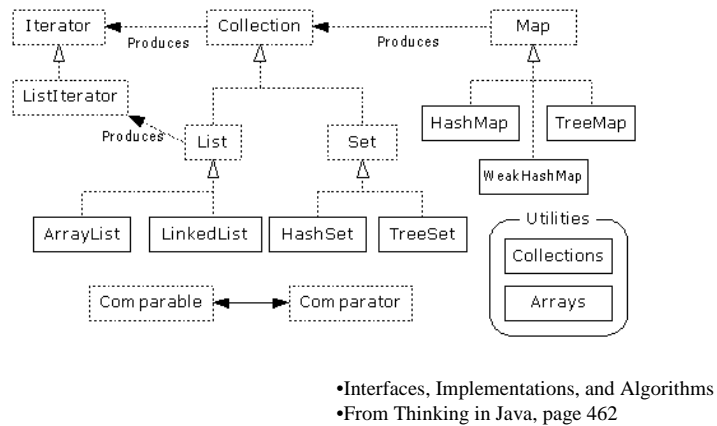 Iterator
Collection
Map
Produces
Produces
ListIterator
Produces
List
Set
HashMap
TreeMap
WeakHashMap
ArrayList
LinkedList
HashSet
TreeSet
Utilities
Collections
Arrays
Comparable
Comparator
•Interfaces, Implementations, and Algorithms
•From Thinking in Java, page 462